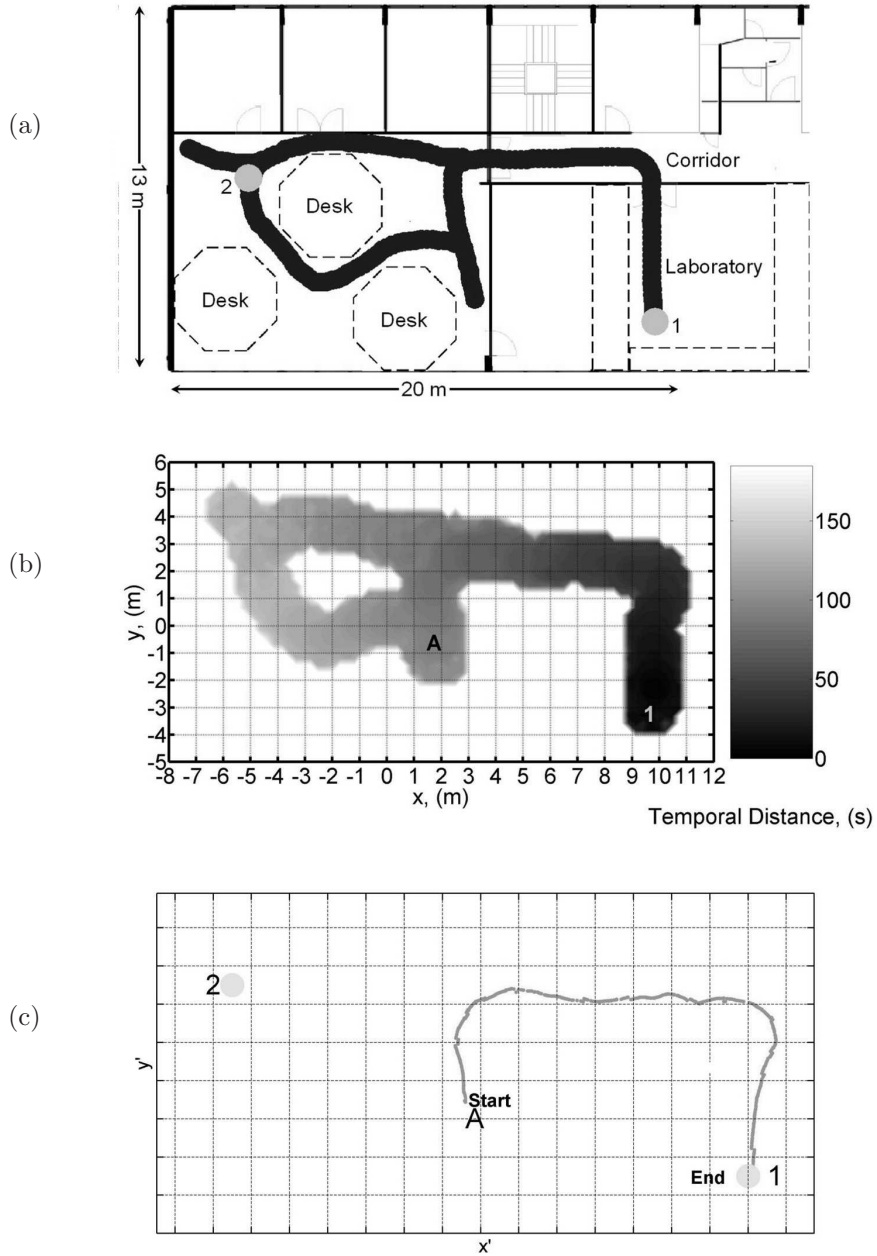 (a)
13 m
Desk
Desk
Desk
2
Corridor
Laboratory
1
20 m
(b)
6
5
4
3
2
1
0
-1
-2
-3
-4
-5
y, (m)
A
1
-8 -7 -6 -5 -4 -3 -2 -1 0 1 2 3 4 5 6 7 8 9 10 11 12
x, (m)
150
100
50
0
Temporal Distance, (s)
(c)
2
y'
Start
A
End
1
x'